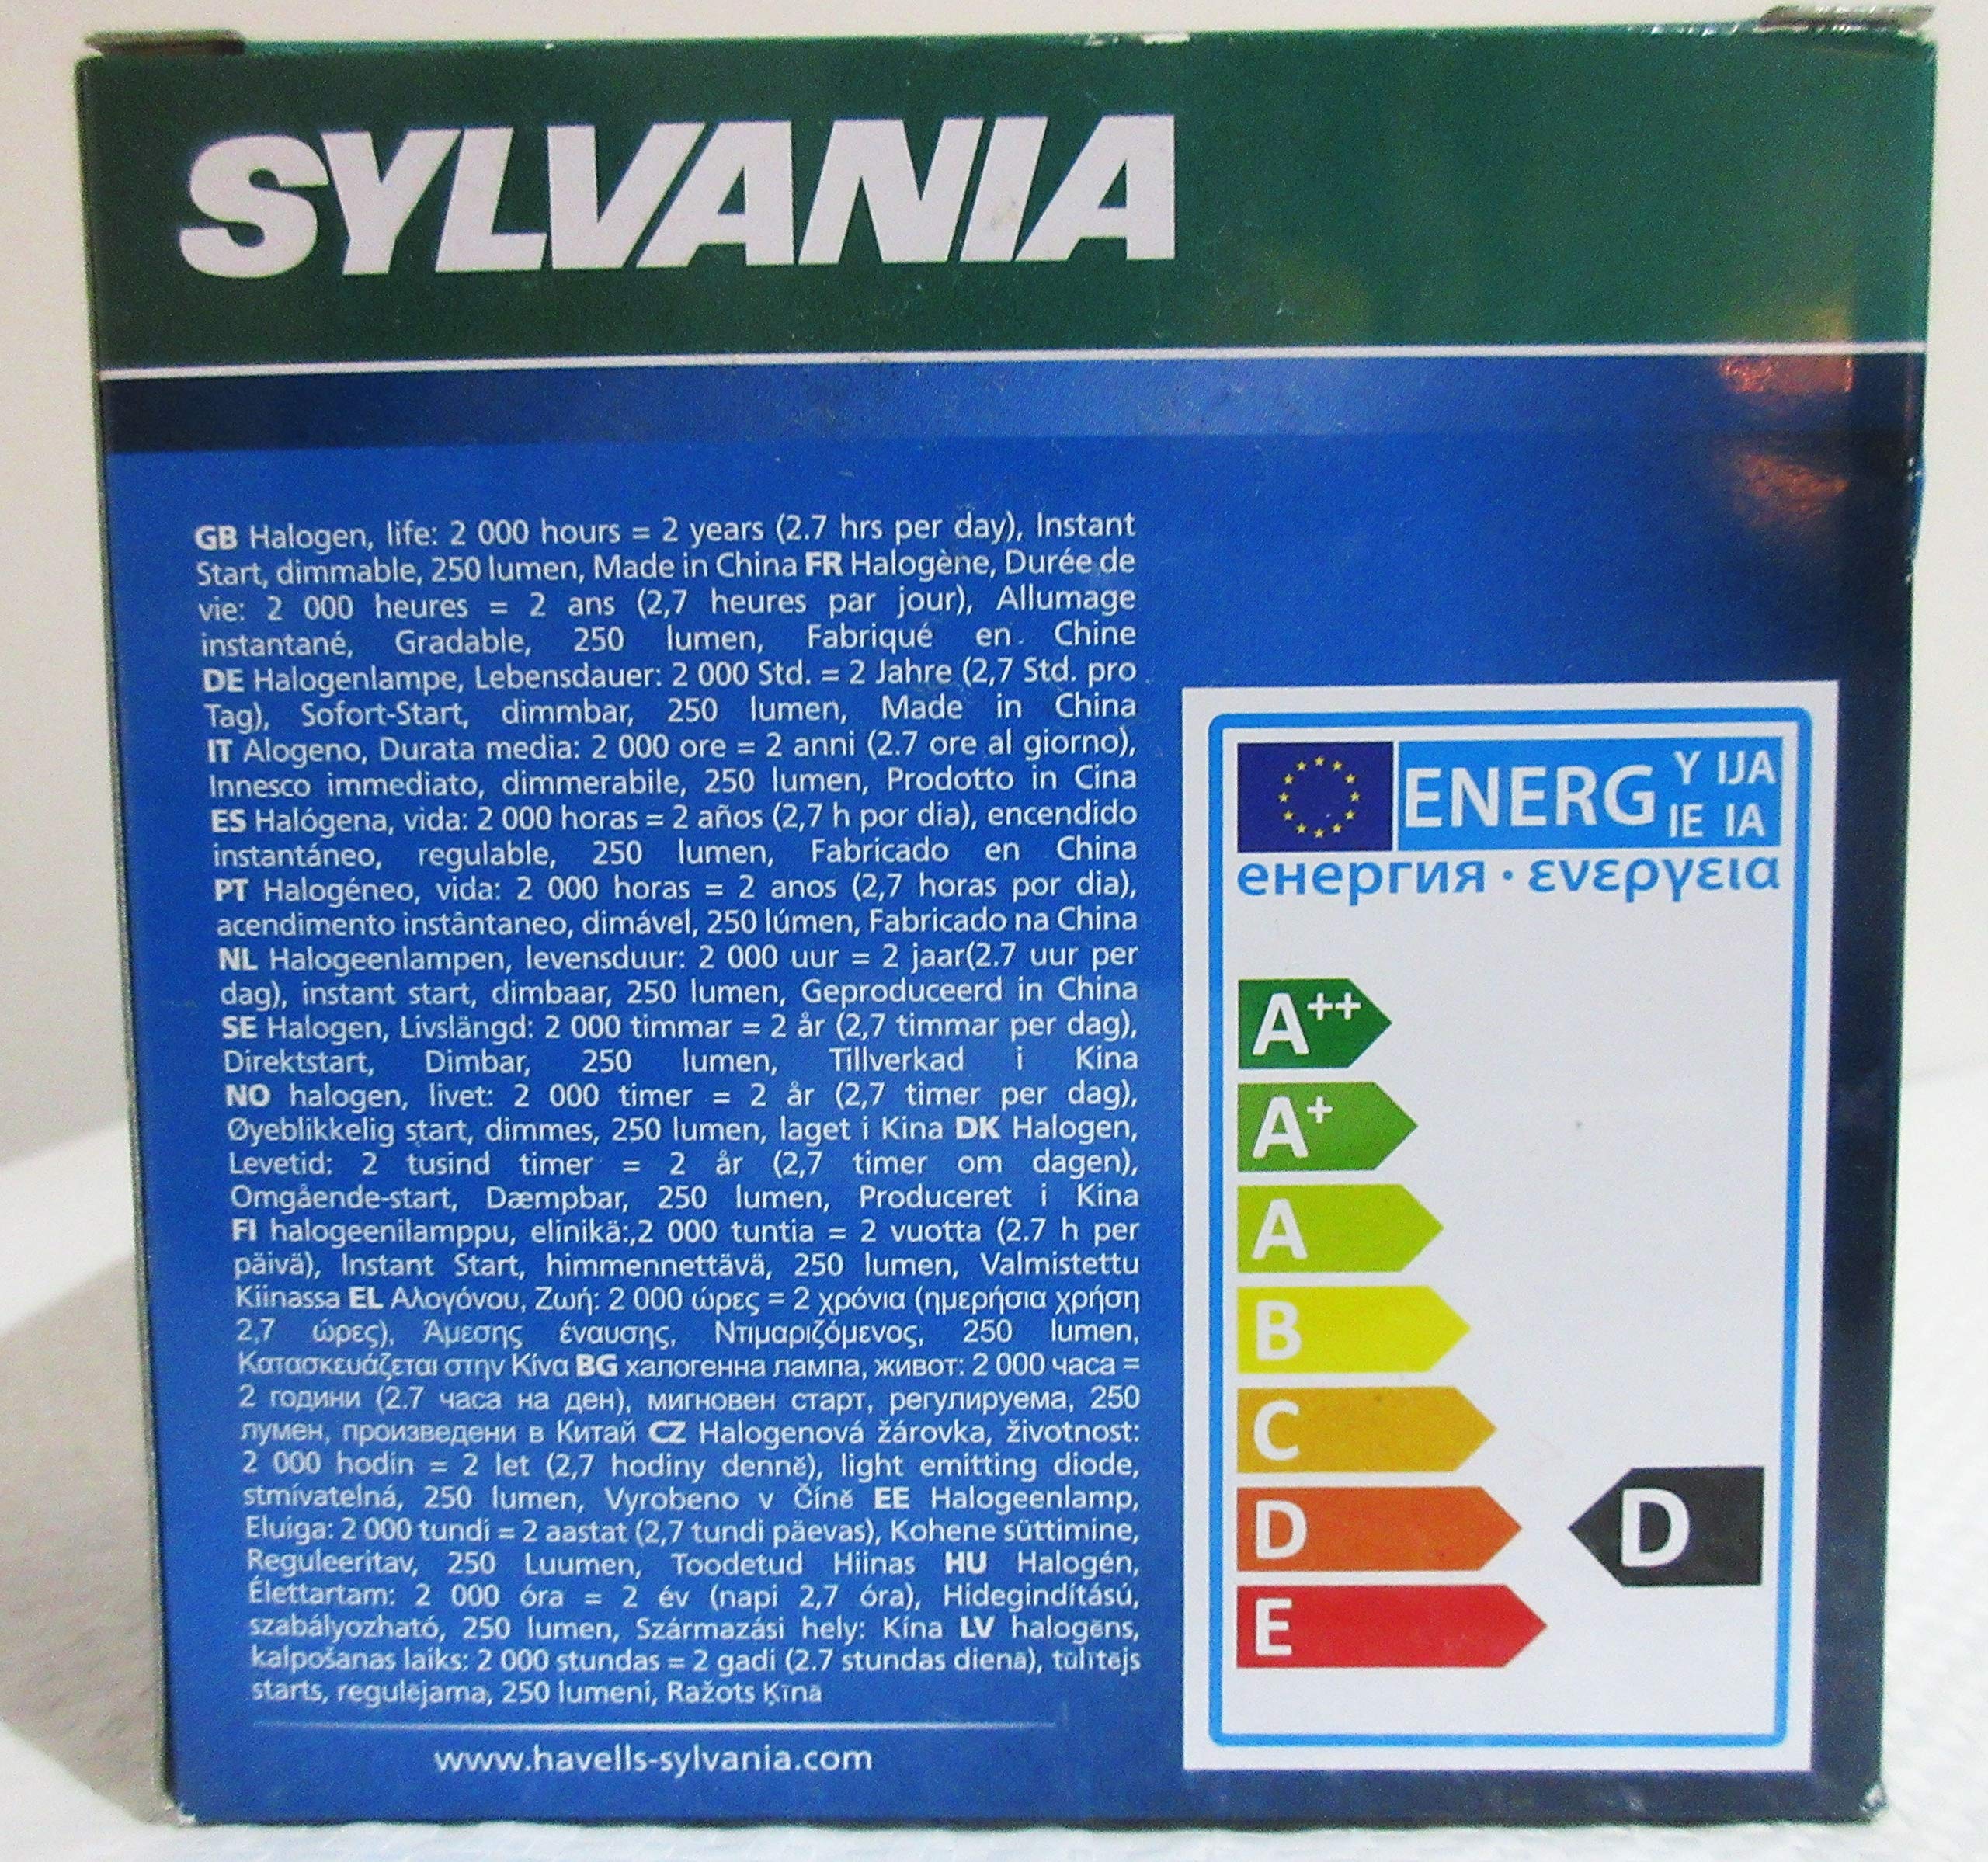 SYLVANIA
GB Halogen, life: 2 000 hours = 2 years (2.7 hrs per day), Instant
Start, dimmable, 250 lumen, Made in China FR Halogène, Durée de
vie: 2 000 heures = 2 ans (2,7 heures par jour), Allumage
instantané, Gradable, 250 lumen, Fabriqué en Chine
DE Halogenlampe, Lebensdauer: 2 000 Std. = 2 Jahre (2,7 Std. pro
Tag), Sofort-Start, dimmbar, 250 lumen, Made in China
IT Alogeno, Durata media: 2 000 ore = 2 anni (2.7 ore al giorno),
Innesco immediato, dimmerabile, 250 lumen, Prodotto in Cina
ES Halógena, vida: 2 000 horas = 2 años (2,7 h por dia), encendido
instantáneo, regulable, 250 lumen, Fabricado en China
PT Halogéneo, vida: 2 000 horas = 2 anos (2,7 horas por dia),
acendimento instântaneo, dimável, 250 lúmen, Fabricado na China
NL Halogeenlampen, levensduur: 2 000 uur = 2 jaar(2.7 uur per
dag), instant start, dimbaar, 250 lumen, Geproduceerd in China
SE Halogen, Livslängd: 2 000 timmar = 2 år (2,7 timmar per dag),
Direktstart, Dimbar, 250 lumen, Tillverkad i Kina
NO halogen, livet: 2 000 timer = 2 år (2,7 timer per dag),
Øyeblikkelig start, dimmes, 250 lumen, laget i Kina DK Halogen,
Levetid: 2 tusind timer = 2 år (2,7 timer om dagen),
Omgående-start, Dæmpbar, 250 lumen, Produceret i Kina
FI halogeenilamppu, elinikä:,2 000 tuntia = 2 vuotta (2.7 h per
päivä), Instant Start, himmennettävä, 250 lumen, Valmistettu
Kiinassa EL Αλογόνου, Ζωή: 2 000 ώρες = 2 χρόνια (ημερήσια χρήση
2,7 ώρες), Άμεσης έναυσης, Ντιμαριζόμενος, 250 lumen,
Κατασκευάζεται στην Κίνα BG халогенна лампа, живот: 2 000 часа =
2 години (2.7 часа на ден), мигновен старт, регулируема, 250
лумен, произведени в Китай CZ Halogenová žárovka, životnost:
2 000 hodin = 2 let (2,7 hodiny denně), light emitting diode,
stmívatelná, 250 lumen, Vyrobeno v Číně EE Halogeenlamp,
Eluiga: 2 000 tundi = 2 aastat (2,7 tundi päevas), Kohene süttimine,
Reguleeritav, 250 Luumen, Toodetud Hiinas HU Halogén,
Élettartam: 2 000 óra = 2 év (napi 2,7 óra), Hidegindítású,
szabályozható, 250 lumen, Származási hely: Kína LV halogēns,
kalpošanas laiks: 2 000 stundas = 2 gadi (2.7 stundas dienā), tūlītējs
starts, regulējama, 250 lumeni, Ražots Ķīnā
www.havells-sylvania.com
ENERG Y IJA
IE IA
енергия · ενεργεια
A++
A+
A
B
C
D D
E